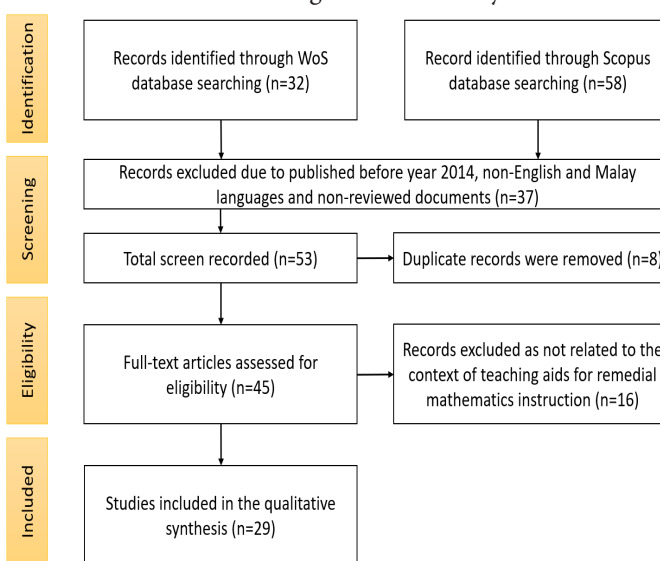 Identification
Records identified through WoS
database searching (n=32)
Record identified through Scopus
database searching (n=58)
Screening
Records excluded due to published before year 2014, non-English and Malay
languages and non-reviewed documents (n=37)
Total screen recorded (n=53)
Duplicate records were removed (n=8)
Eligibility
Full-text articles assessed for
eligibility (n=45)
Records excluded as not related to the
context of teaching aids for remedial
mathematics instruction (n=16)
Included
Studies included in the qualitative
synthesis (n=29)